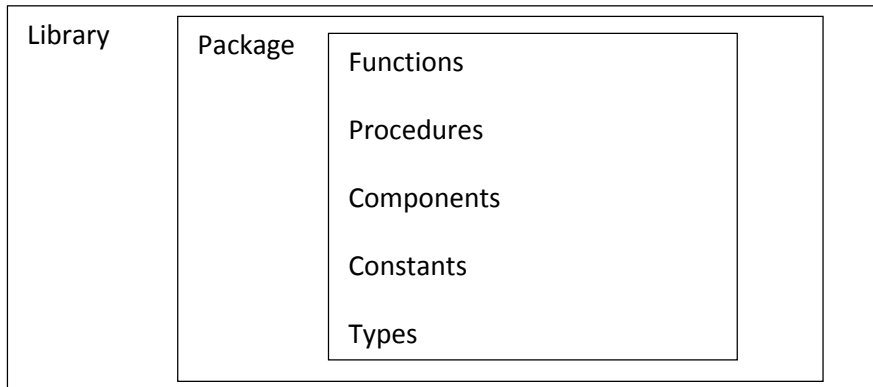 Library
Package
Functions
Procedures
Components
Constants
Types